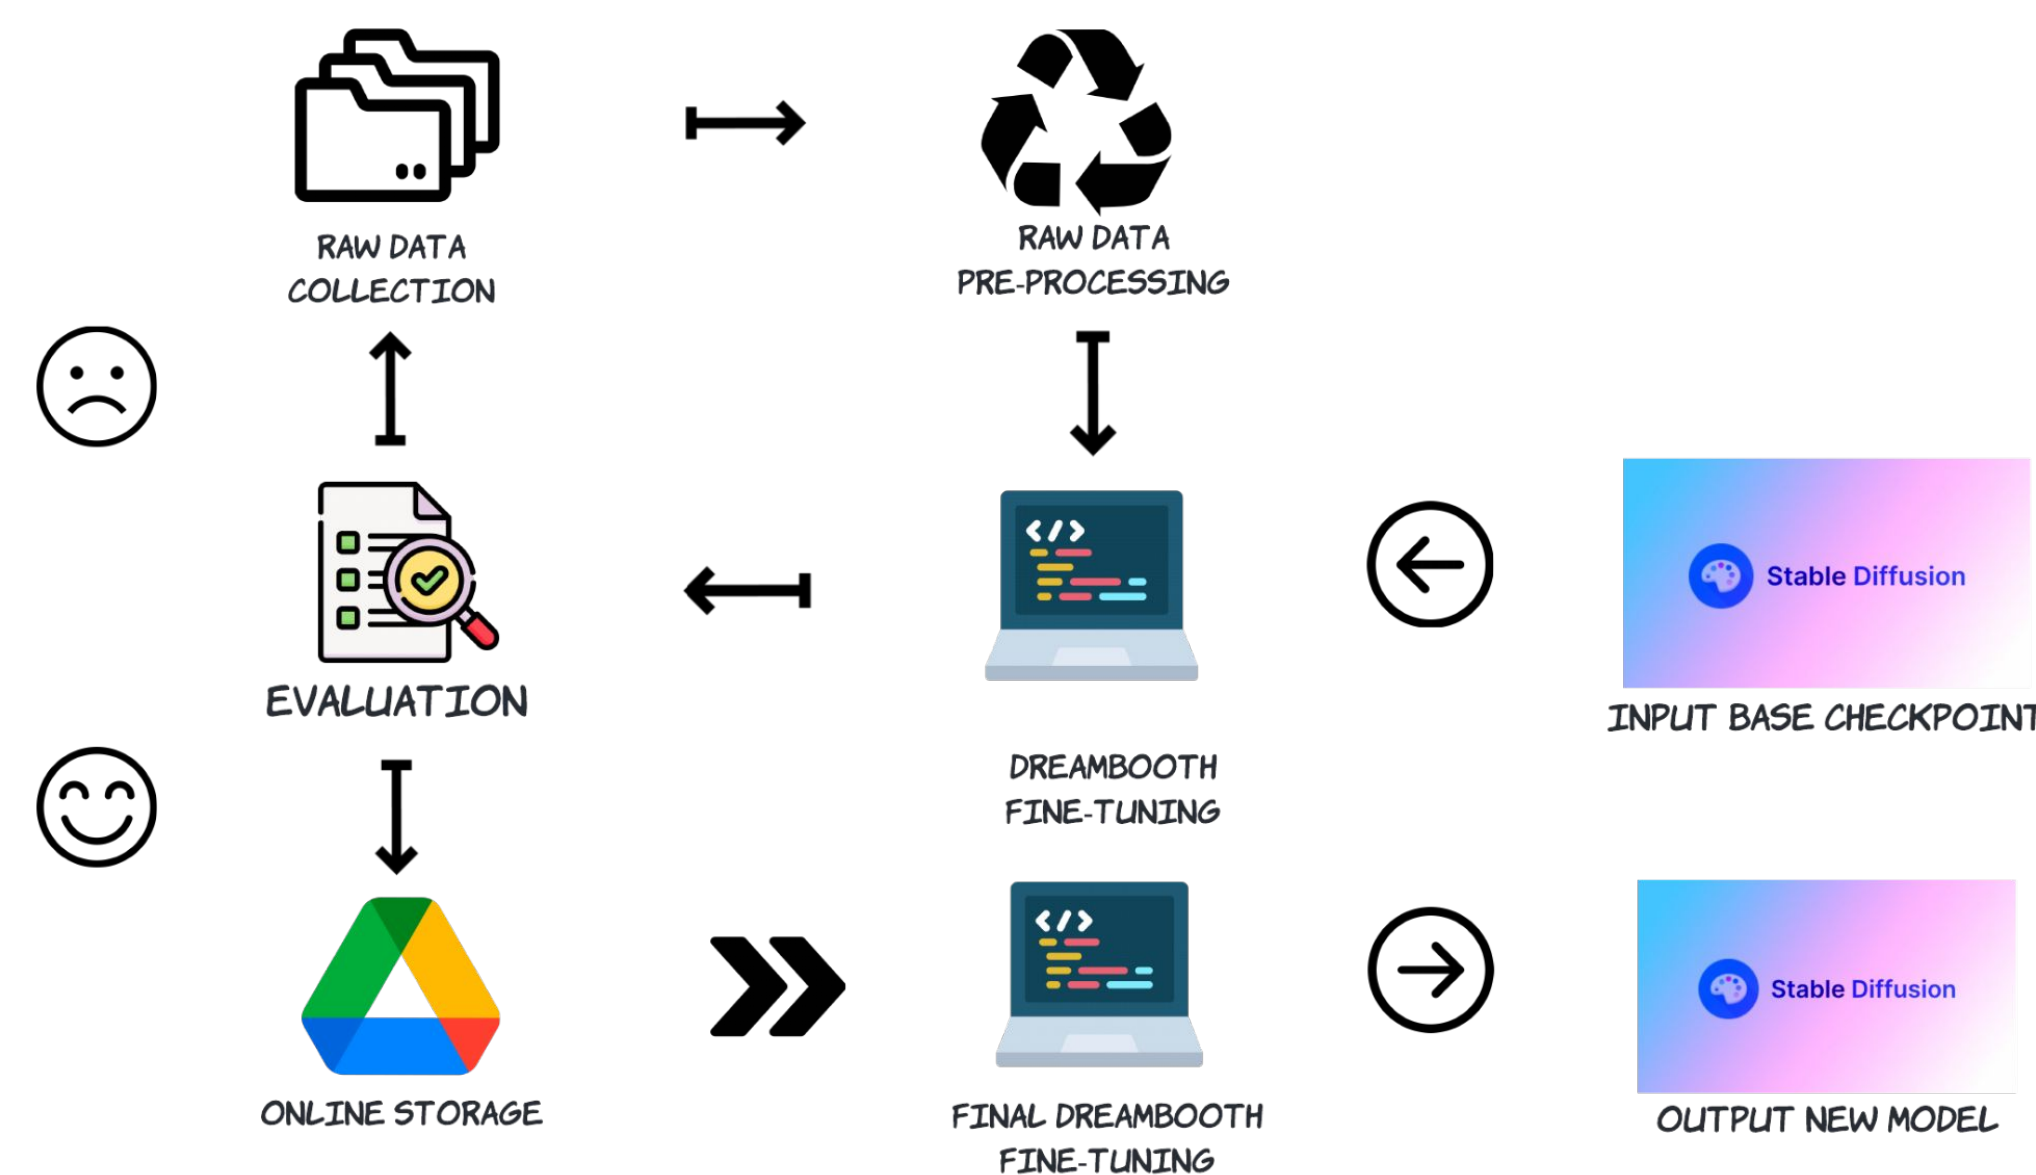 RAW DATA
COLLECTION
RAW DATA
PRE-PROCESSING
EVALUATION
DREAMBOOTH
FINE-TUNING
Stable Diffusion
INPUT BASE CHECKPOINT
ONLINE STORAGE
FINAL DREAMBOOTH
FINE-TUNING
Stable Diffusion
OUTPUT NEW MODEL